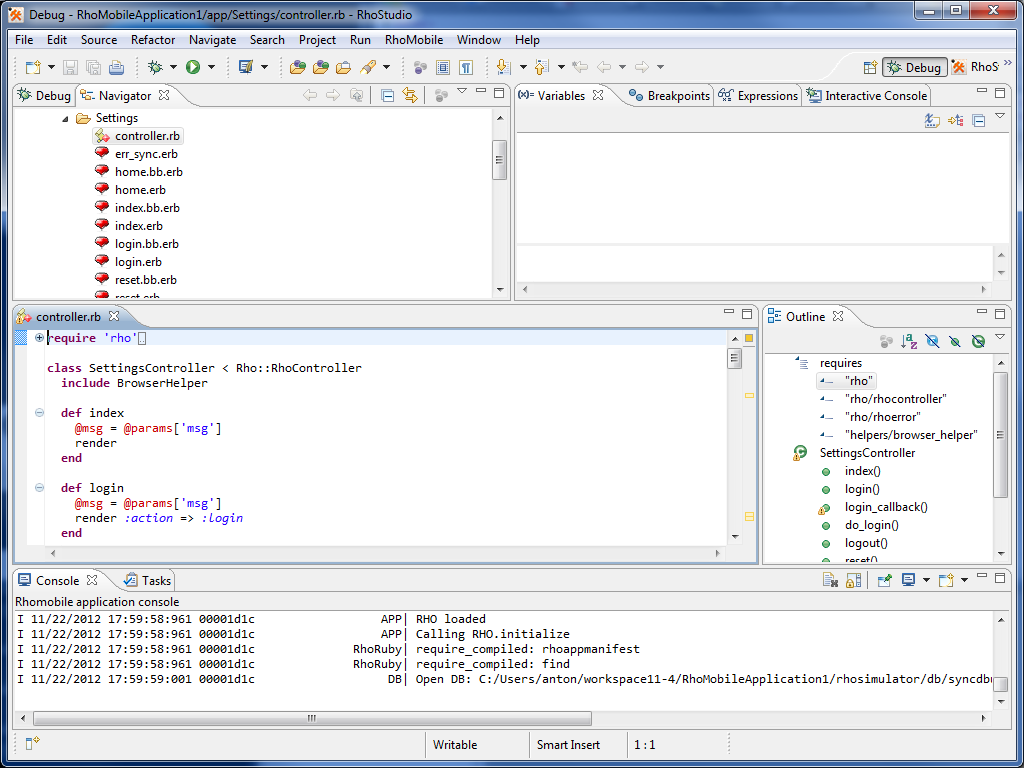 Debug - RhoMobileApplication1/app/Settings/controller.rb - RhoStudio
File Edit Source Refactor Navigate Search Project Run RhoMobile Window Help
Debug RhoS
Debug Navigator
Settings
controller.rb
err_sync.erb
home.bb.erb
home.erb
index.bb.erb
index.erb
login.bb.erb
login.erb
reset.bb.erb
reset.erb
(x)= Variables Breakpoints Expressions Interactive Console
controller.rb
require 'rho'..
class SettingsController < Rho::RhoController
include BrowserHelper
def index
@msg = @params['msg']
render
end
def login
@msg = @params['msg']
render :action => :login
end
Outline
requires
"rho"
"rho/rhocontroller"
"rho/rhoerror"
"helpers/browser_helper"
SettingsController
index()
login()
login_callback()
do_login()
logout()
reset()
Console Tasks
Rhomobile application console
I 11/22/2012 17:59:58:961 00001d1c APP| RHO loaded
I 11/22/2012 17:59:58:961 00001d1c APP| Calling RHO.initialize
I 11/22/2012 17:59:58:961 00001d1c RhoRuby| require_compiled: rhoappmanifest
I 11/22/2012 17:59:58:961 00001d1c RhoRuby| require_compiled: find
I 11/22/2012 17:59:59:001 00001d1c DB| Open DB: C:/Users/anton/workspace11-4/RhoMobileApplication1/rhosimulator/db/syncdb
Writable Smart Insert 1 : 1